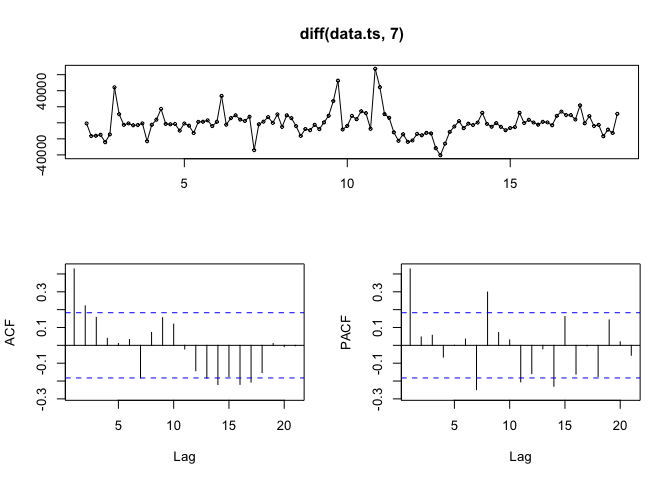 diff(data.ts, 7)
40000
-40000
5 10 15
ACF
0.3
0.1
-0.1
-0.3
5 10 15 20
Lag
PACF
0.3
0.1
-0.1
-0.3
5 10 15 20
Lag